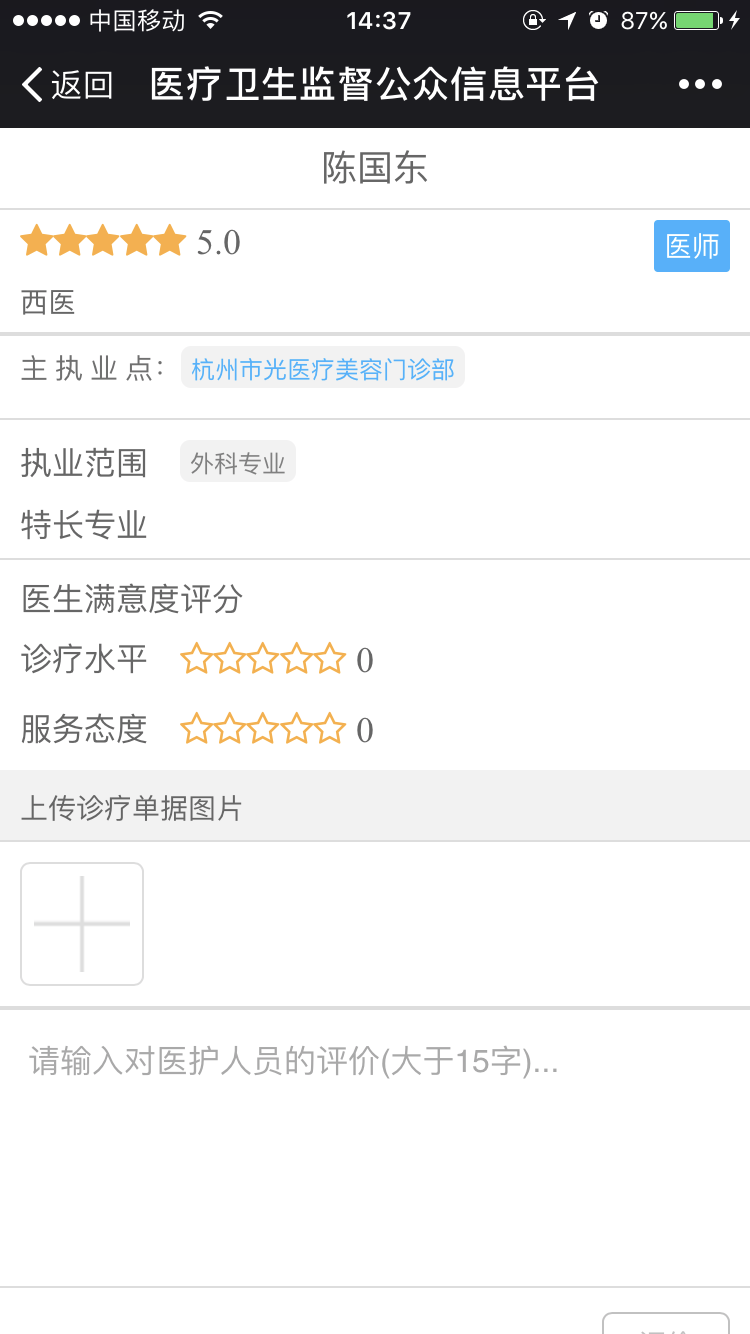 中国移动 14:37 87%
返回 医疗卫生监督公众信息平台
陈国东
5.0 医师
西医
主 执 业 点: 杭州市光医疗美容门诊部
执业范围 外科专业
特长专业
医生满意度评分
诊疗水平 0
服务态度 0
上传诊疗单据图片
请输入对医护人员的评价(大于15字)...